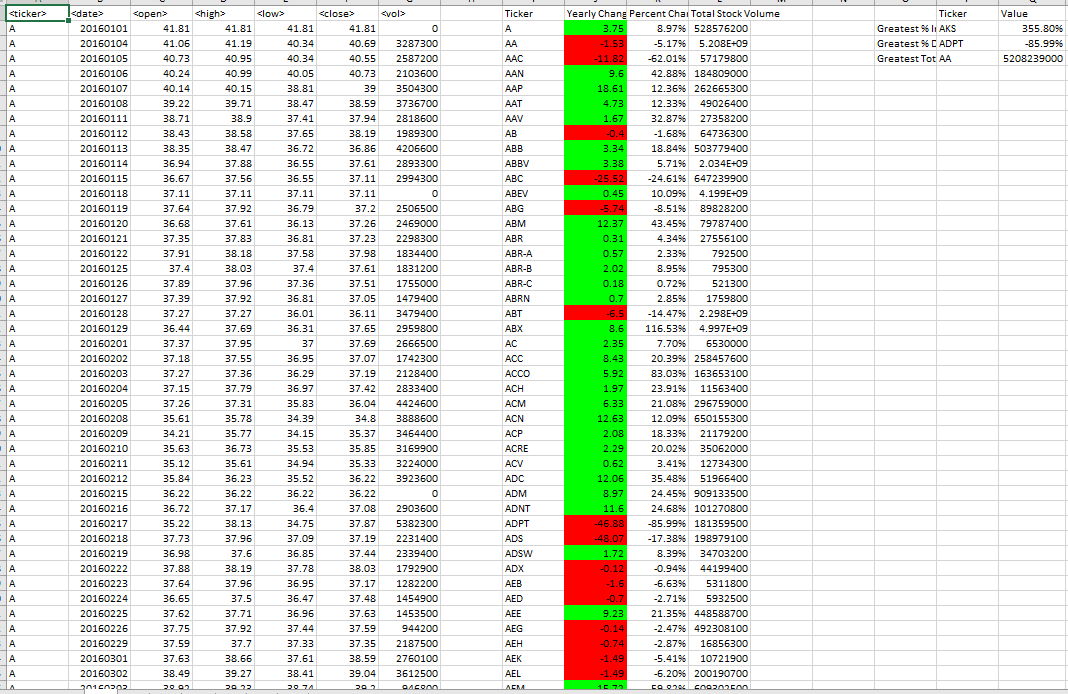 <ticker> <date> <open> <high> <low> <close> <vol> Ticker Yearly Chang Percent Chan Total Stock Volume Ticker Value
A 20160101 41.81 41.81 41.81 41.81 0 A 3.75 8.97% 528576200 Greatest % I AKS 355.80%
A 20160104 41.06 41.19 40.34 40.69 3287300 AA -1.53 -5.17% 5.208E+09 Greatest % D ADPT -85.99%
A 20160105 40.73 40.95 40.34 40.55 2587200 AAC -11.82 -62.01% 57179800 Greatest Tot AA 5208239000
A 20160106 40.24 40.99 40.05 40.73 2103600 AAN 9.6 42.88% 184809000
A 20160107 40.14 40.15 38.81 39 3504300 AAP 18.61 12.36% 262665300
A 20160108 39.22 39.71 38.47 38.59 3736700 AAT 4.73 12.33% 49026400
A 20160111 38.71 38.9 37.41 37.94 2818600 AAV 1.67 32.87% 27358200
A 20160112 38.43 38.58 37.65 38.19 1989300 AB -0.4 -1.68% 64736300
A 20160113 38.35 38.47 36.72 36.86 4206600 ABB 3.34 18.84% 503779400
A 20160114 36.94 37.88 36.55 37.61 2893300 ABBV 3.38 5.71% 2.034E+09
A 20160115 36.67 37.56 36.55 37.11 2994300 ABC -25.52 -24.61% 647239900
A 20160118 37.11 37.11 37.11 37.11 0 ABEV 0.45 10.09% 4.199E+09
A 20160119 37.64 37.92 36.79 37.2 2506500 ABG -5.74 -8.51% 89828200
A 20160120 36.68 37.61 36.13 37.26 2469000 ABM 12.37 43.45% 79787400
A 20160121 37.35 37.83 36.81 37.23 2298300 ABR 0.31 4.34% 27556100
A 20160122 37.91 38.18 37.58 37.98 1834400 ABR-A 0.57 2.33% 792500
A 20160125 37.4 38.03 37.4 37.61 1831200 ABR-B 2.02 8.95% 795300
A 20160126 37.89 37.96 37.36 37.51 1755000 ABR-C 0.18 0.72% 521300
A 20160127 37.39 37.92 36.81 37.05 1479400 ABRN 0.7 2.85% 1759800
A 20160128 37.27 37.27 36.01 36.11 3479400 ABT -6.5 -14.47% 2.298E+09
A 20160129 36.44 37.69 36.31 37.65 2959800 ABX 8.6 116.53% 4.997E+09
A 20160201 37.37 37.95 37 37.69 2666500 AC 2.35 7.70% 6530000
A 20160202 37.18 37.55 36.95 37.07 1742300 ACC 8.43 20.39% 258457600
A 20160203 37.27 37.36 36.29 37.19 2128400 ACCO 5.92 83.03% 163653100
A 20160204 37.15 37.79 36.97 37.42 2833400 ACH 1.97 23.91% 11563400
A 20160205 37.26 37.31 35.83 36.04 4424600 ACM 6.33 21.08% 296759000
A 20160208 35.61 35.78 34.39 34.8 3888600 ACN 12.63 12.09% 650155300
A 20160209 34.21 35.77 34.15 35.37 3464400 ACP 2.08 18.33% 21179200
A 20160210 35.63 36.73 35.53 35.85 3169900 ACRE 2.29 20.02% 35062000
A 20160211 35.12 35.61 34.94 35.33 3224000 ACV 0.62 3.41% 12734300
A 20160212 35.84 36.23 35.52 36.22 3923600 ADC 12.06 35.48% 51966400
A 20160215 36.22 36.22 36.22 36.22 0 ADM 8.97 24.45% 909133500
A 20160216 36.72 37.17 36.4 37.08 2903600 ADNT 11.6 24.68% 101270800
A 20160217 35.22 38.13 34.75 37.87 5382300 ADPT -46.88 -85.99% 181359500
A 20160218 37.73 37.96 37.09 37.19 2231400 ADS -48.07 -17.38% 198979100
A 20160219 36.98 37.6 36.85 37.44 2339400 ADSW 1.72 8.39% 34703200
A 20160222 37.88 38.19 37.78 38.03 1792900 ADX -0.12 -0.94% 44199400
A 20160223 37.64 37.96 36.95 37.17 1282200 AEB -1.6 -6.63% 5311800
A 20160224 36.65 37.5 36.47 37.48 1454900 AED -0.7 -2.71% 5932500
A 20160225 37.62 37.71 36.96 37.63 1453500 AEE 9.23 21.35% 448588700
A 20160226 37.75 37.92 37.44 37.59 944200 AEG -0.14 -2.47% 492308100
A 20160229 37.59 37.7 37.33 37.35 2187500 AEH -0.74 -2.87% 16856300
A 20160301 37.63 38.66 37.61 38.59 2760100 AEK -1.49 -5.41% 10721900
A 20160302 38.49 39.27 38.41 39.04 3612500 AEL -1.49 -6.20% 200190700
A 20160303 38.92 39.23 38.74 39.2 946800 AEM 15.72 59.82% 609302500